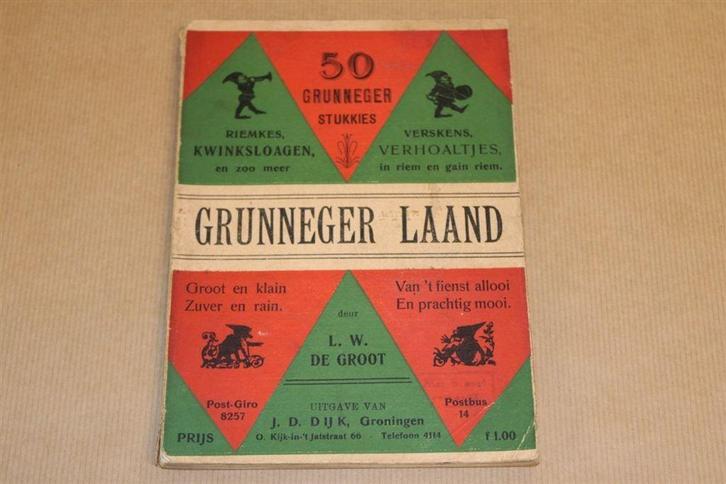 50
GRUNNEGER
STUKKIES
RIEMKES,
KWINKSLOAGEN,
en zoo meer
VERSKENS,
VERHOALTJES,
in riem en gain riem.
GRUNNEGER LAAND
Groot en klain
Zuver en rain.
Van 't fienst allooi
En prachtig mooi.
deur
L. W.
DE GROOT
Post-Giro
8257
Postbus
14
UITGAVE VAN
J. D. DIJK, Groningen
O. Kijk-in-'t Jatstraat 66 - Telefoon 4114
PRIJS
f 1.00